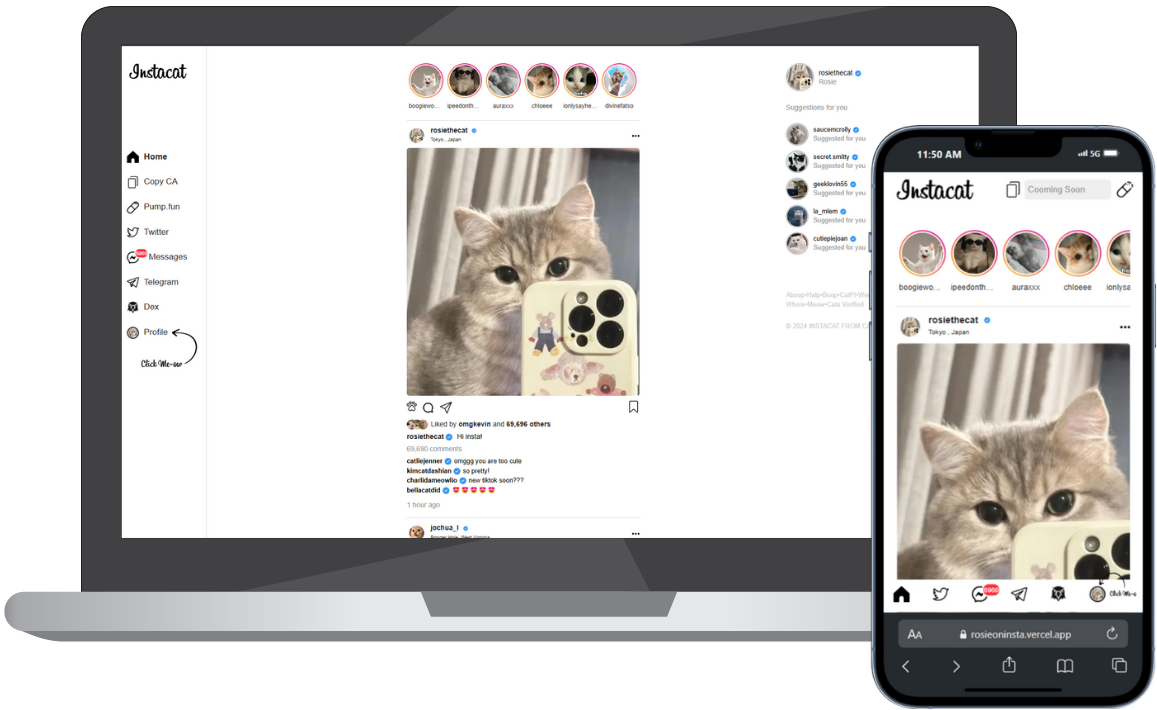 Instacat
Home
Copy CA
Pump.fun
Twitter
Messages
Telegram
Dex
Profile
Click Me-ow
boogiewo... ipeedonth... auraxxx chloeee ionlysayhe... divinefatso
rosiethecat
Tokyo , Japan
Liked by omgkevin and 69,696 others
rosiethecat Hi insta!
69,690 comments
catliejenner omggg you are too cute
kimcatdashian so pretty!
charlidameowlio new tiktok soon???
bellacatdid
1 hour ago
jochua_l
rosiethecat
Rosie
Suggestions for you
saucemcrolly
Suggested for you
secret.smitty
Suggested for you
geeklovin55
Suggested for you
la_miem
Suggested for you
cutiepiejoan
Suggested for you
Aboop•Halp•Boop•CatPI•We
Where•Meow•Cata Verified
© 2024 INSTACAT FROM CA
11:50 AM 5G
Instacat Cooming Soon
boogiewo... ipeedonth... auraxxx chloeee ionlysa
rosiethecat
Tokyo , Japan
Click Me-o
AA rosieoninsta.vercel.app